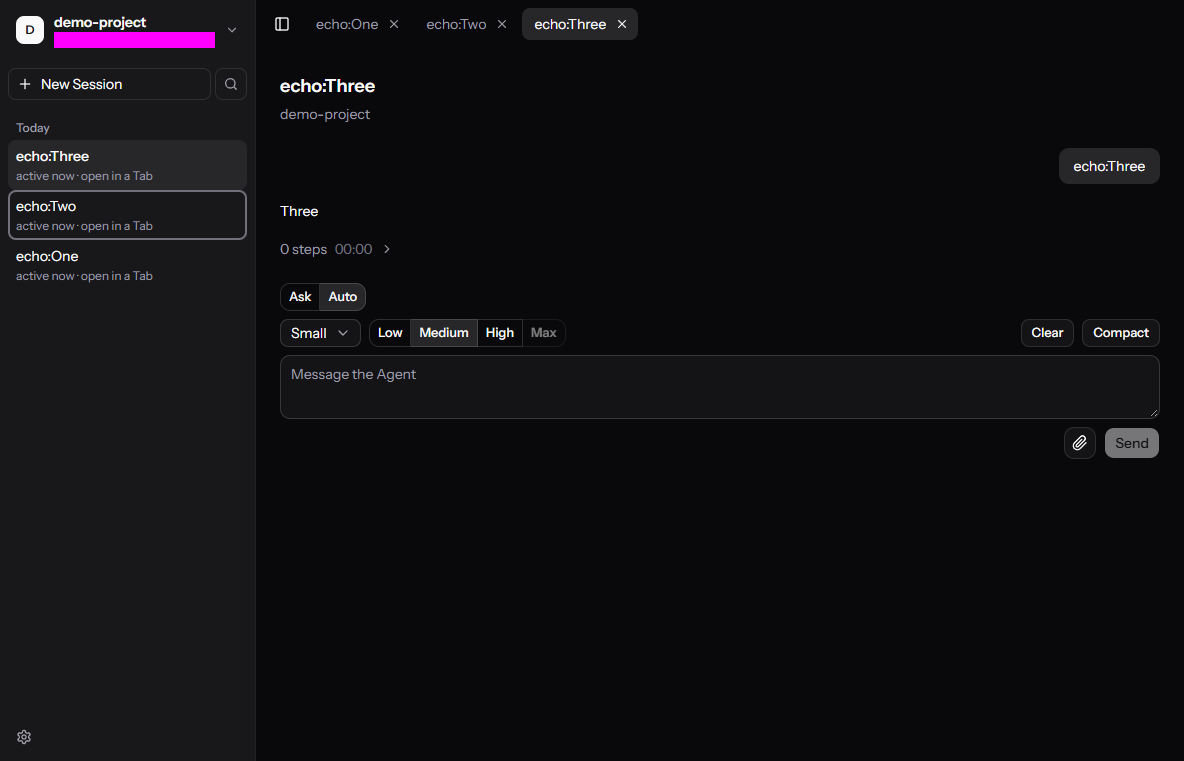 D
demo-project
New Session
Today
echo:Three
active now · open in a Tab
echo:Two
active now · open in a Tab
echo:One
active now · open in a Tab
echo:One
echo:Two
echo:Three
echo:Three
demo-project
echo:Three
Three
0 steps 00:00
Ask Auto
Small Low Medium High Max Clear Compact
Message the Agent
Send